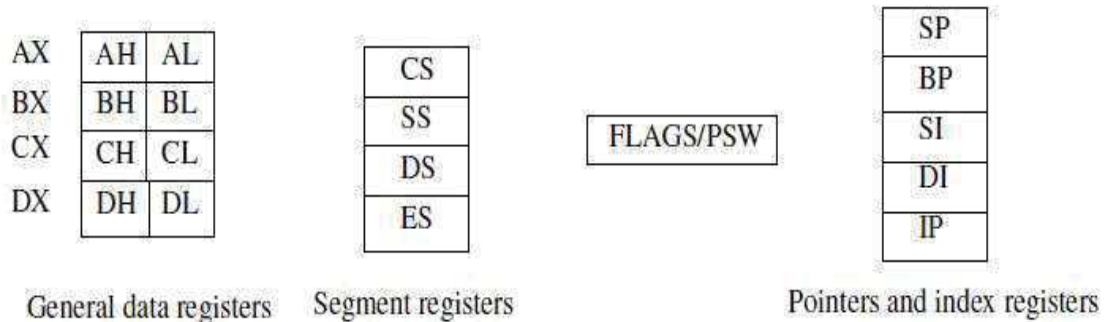 AX AH AL
BX BH BL
CX CH CL
DX DH DL
General data registers
CS
SS
DS
ES
Segment registers
FLAGS/PSW
SP
BP
SI
DI
IP
Pointers and index registers